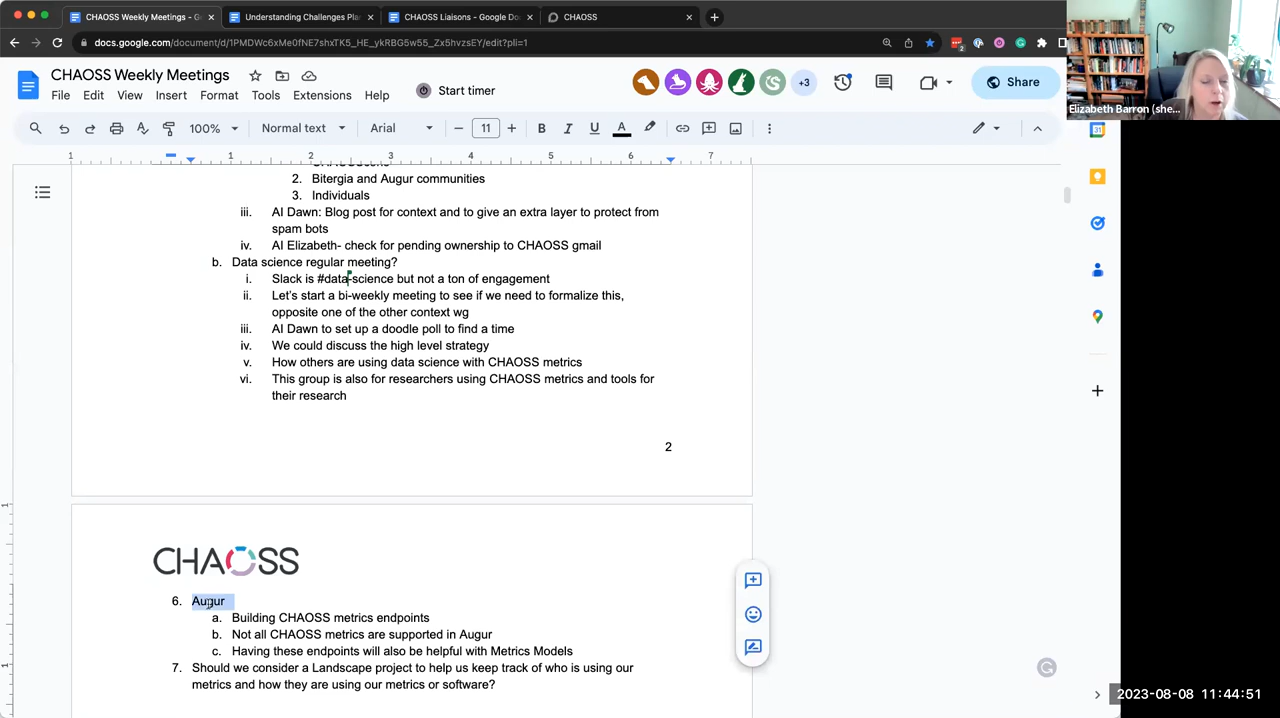 CHAOSS Weekly Meetings - Goo
Understanding Challenges Plan
CHAOSS Liaisons - Google Doc
CHAOSS
docs.google.com/document/d/1PMDWc6xMe0fNE7shxTK5_HE_ykRBG5w55_Zx5hvzsEY/edit?pli=1
CHAOSS Weekly Meetings
File Edit View Insert Format Tools Extensions Help
Start timer
+3
Share
Elizabeth Barron (she...
100% Normal text Arial 11
1 1 2 3 4 5 6 7
2. Bitergia and Augur communities
3. Individuals
iii. AI Dawn: Blog post for context and to give an extra layer to protect from
spam bots
iv. AI Elizabeth- check for pending ownership to CHAOSS gmail
b. Data science regular meeting?
i. Slack is #data-science but not a ton of engagement
ii. Let's start a bi-weekly meeting to see if we need to formalize this,
opposite one of the other context wg
iii. AI Dawn to set up a doodle poll to find a time
iv. We could discuss the high level strategy
v. How others are using data science with CHAOSS metrics
vi. This group is also for researchers using CHAOSS metrics and tools for
their research
2
CHAOSS
6. Augur
a. Building CHAOSS metrics endpoints
b. Not all CHAOSS metrics are supported in Augur
c. Having these endpoints will also be helpful with Metrics Models
7. Should we consider a Landscape project to help us keep track of who is using our
metrics and how they are using our metrics or software?
2023-08-08 11:44:51